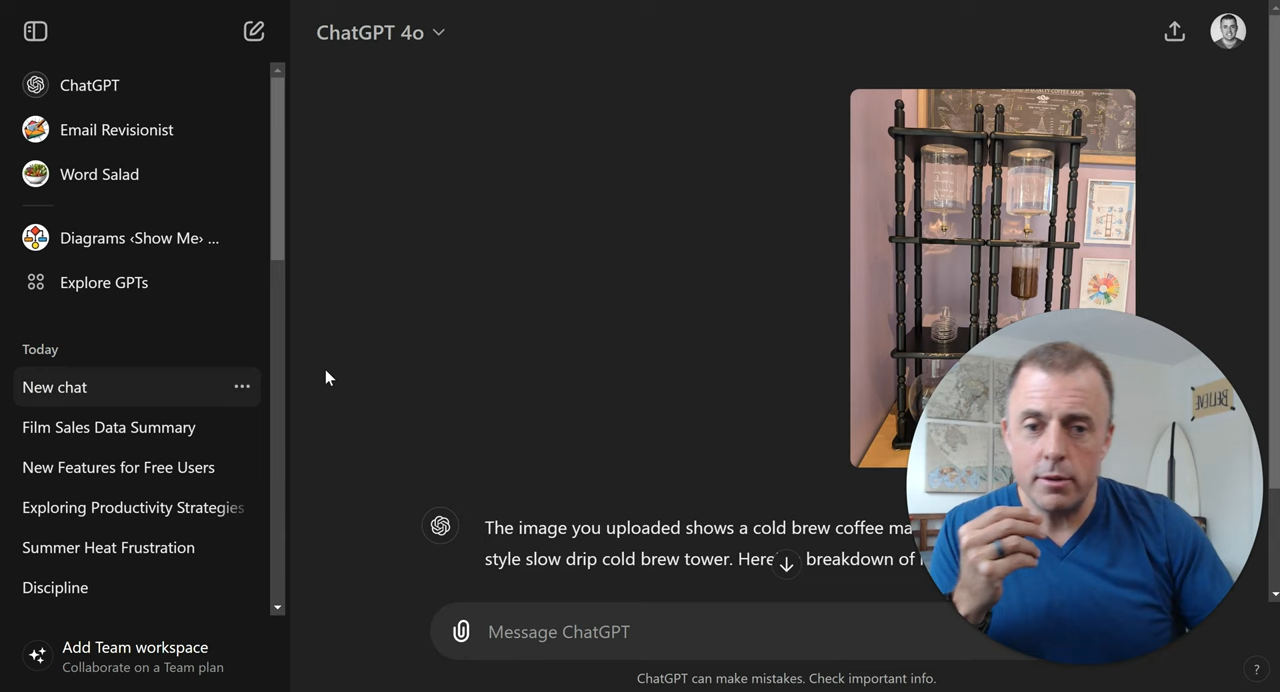 ChatGPT 4o
ChatGPT
Email Revisionist
Word Salad
Diagrams ‹Show Me› ...
Explore GPTs
Today
New chat
Film Sales Data Summary
New Features for Free Users
Exploring Productivity Strategies
Summer Heat Frustration
Discipline
Add Team workspace
Collaborate on a Team plan
COFFEE MAPS
BELIEVE
The image you uploaded shows a cold brew coffee ma
style slow drip cold brew tower. Here' breakdown of
Message ChatGPT
ChatGPT can make mistakes. Check important info.
?